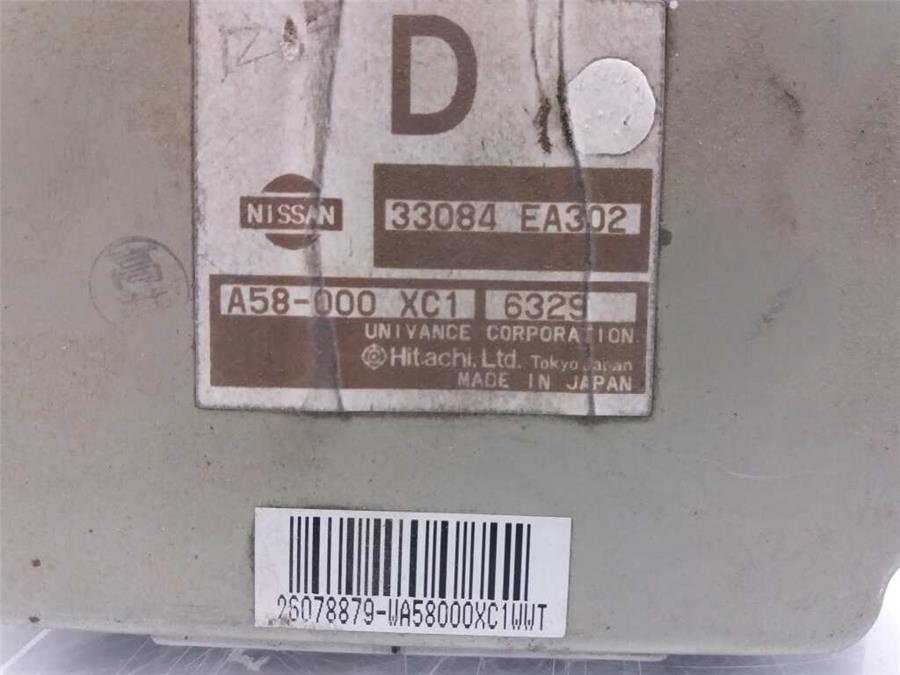 D
NISSAN
33084 EA302
A58-000 XC1 6329
UNIVANCE CORPORATION
Hitachi, Ltd. Tokyo Japan
MADE IN JAPAN
26078879-WA58000XC1WWT